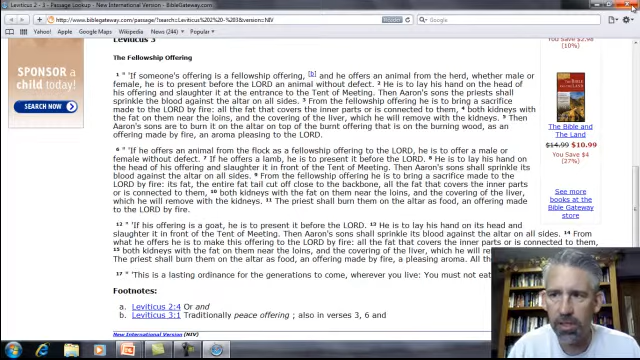 Leviticus 2 - 3 - Passage Lookup - New International Version - BibleGateway.com
http://www.biblegateway.com/passage/?search=Leviticus%202%20-%203&version=NIV
Apple Yahoo! Google Maps YouTube Wikipedia News (244) Popular
Leviticus 3
The Fellowship Offering
1 " 'If someone's offering is a fellowship offering, [b] and he offers an animal from the herd, whether male or
female, he is to present before the LORD an animal without defect. 2 He is to lay his hand on the head of
his offering and slaughter it at the entrance to the Tent of Meeting. Then Aaron's sons the priests shall
sprinkle the blood against the altar on all sides. 3 From the fellowship offering he is to bring a sacrifice
made to the LORD by fire: all the fat that covers the inner parts or is connected to them, 4 both kidneys with
the fat on them near the loins, and the covering of the liver, which he will remove with the kidneys. 5 Then
Aaron's sons are to burn it on the altar on top of the burnt offering that is on the burning wood, as an
offering made by fire, an aroma pleasing to the LORD.
6 " 'If he offers an animal from the flock as a fellowship offering to the LORD, he is to offer a male or
female without defect. 7 If he offers a lamb, he is to present it before the LORD. 8 He is to lay his hand on
the head of his offering and slaughter it in front of the Tent of Meeting. Then Aaron's sons shall sprinkle its
blood against the altar on all sides. 9 From the fellowship offering he is to bring a sacrifice made to the
LORD by fire: its fat, the entire fat tail cut off close to the backbone, all the fat that covers the inner parts
or is connected to them, 10 both kidneys with the fat on them near the loins, and the covering of the liver,
which he will remove with the kidneys. 11 The priest shall burn them on the altar as food, an offering made
to the LORD by fire.
12 " 'If his offering is a goat, he is to present it before the LORD. 13 He is to lay his hand on its head and
slaughter it in front of the Tent of Meeting. Then Aaron's sons shall sprinkle its blood against the altar on all sides. 14 From
what he offers he is to make this offering to the LORD by fire: all the fat that covers the inner parts or is connected to them,
15 both kidneys with the fat on them near the loins, and the covering of the liver, which he will remove with the kidneys.
The priest shall burn them on the altar as food, an offering made by fire, a pleasing aroma. All the
17 " 'This is a lasting ordinance for the generations to come, wherever you live: You must not eat
Footnotes:
a. Leviticus 2:4 Or and
b. Leviticus 3:1 Traditionally peace offering ; also in verses 3, 6 and
New International Version (NIV)
SPONSOR a
child today!
SEARCH NOW
You Save $2.98
(10%)
The Bible and
The Land
$14.99 $10.99
You Save $4
(27%)
See more
books at the
Bible Gateway
store